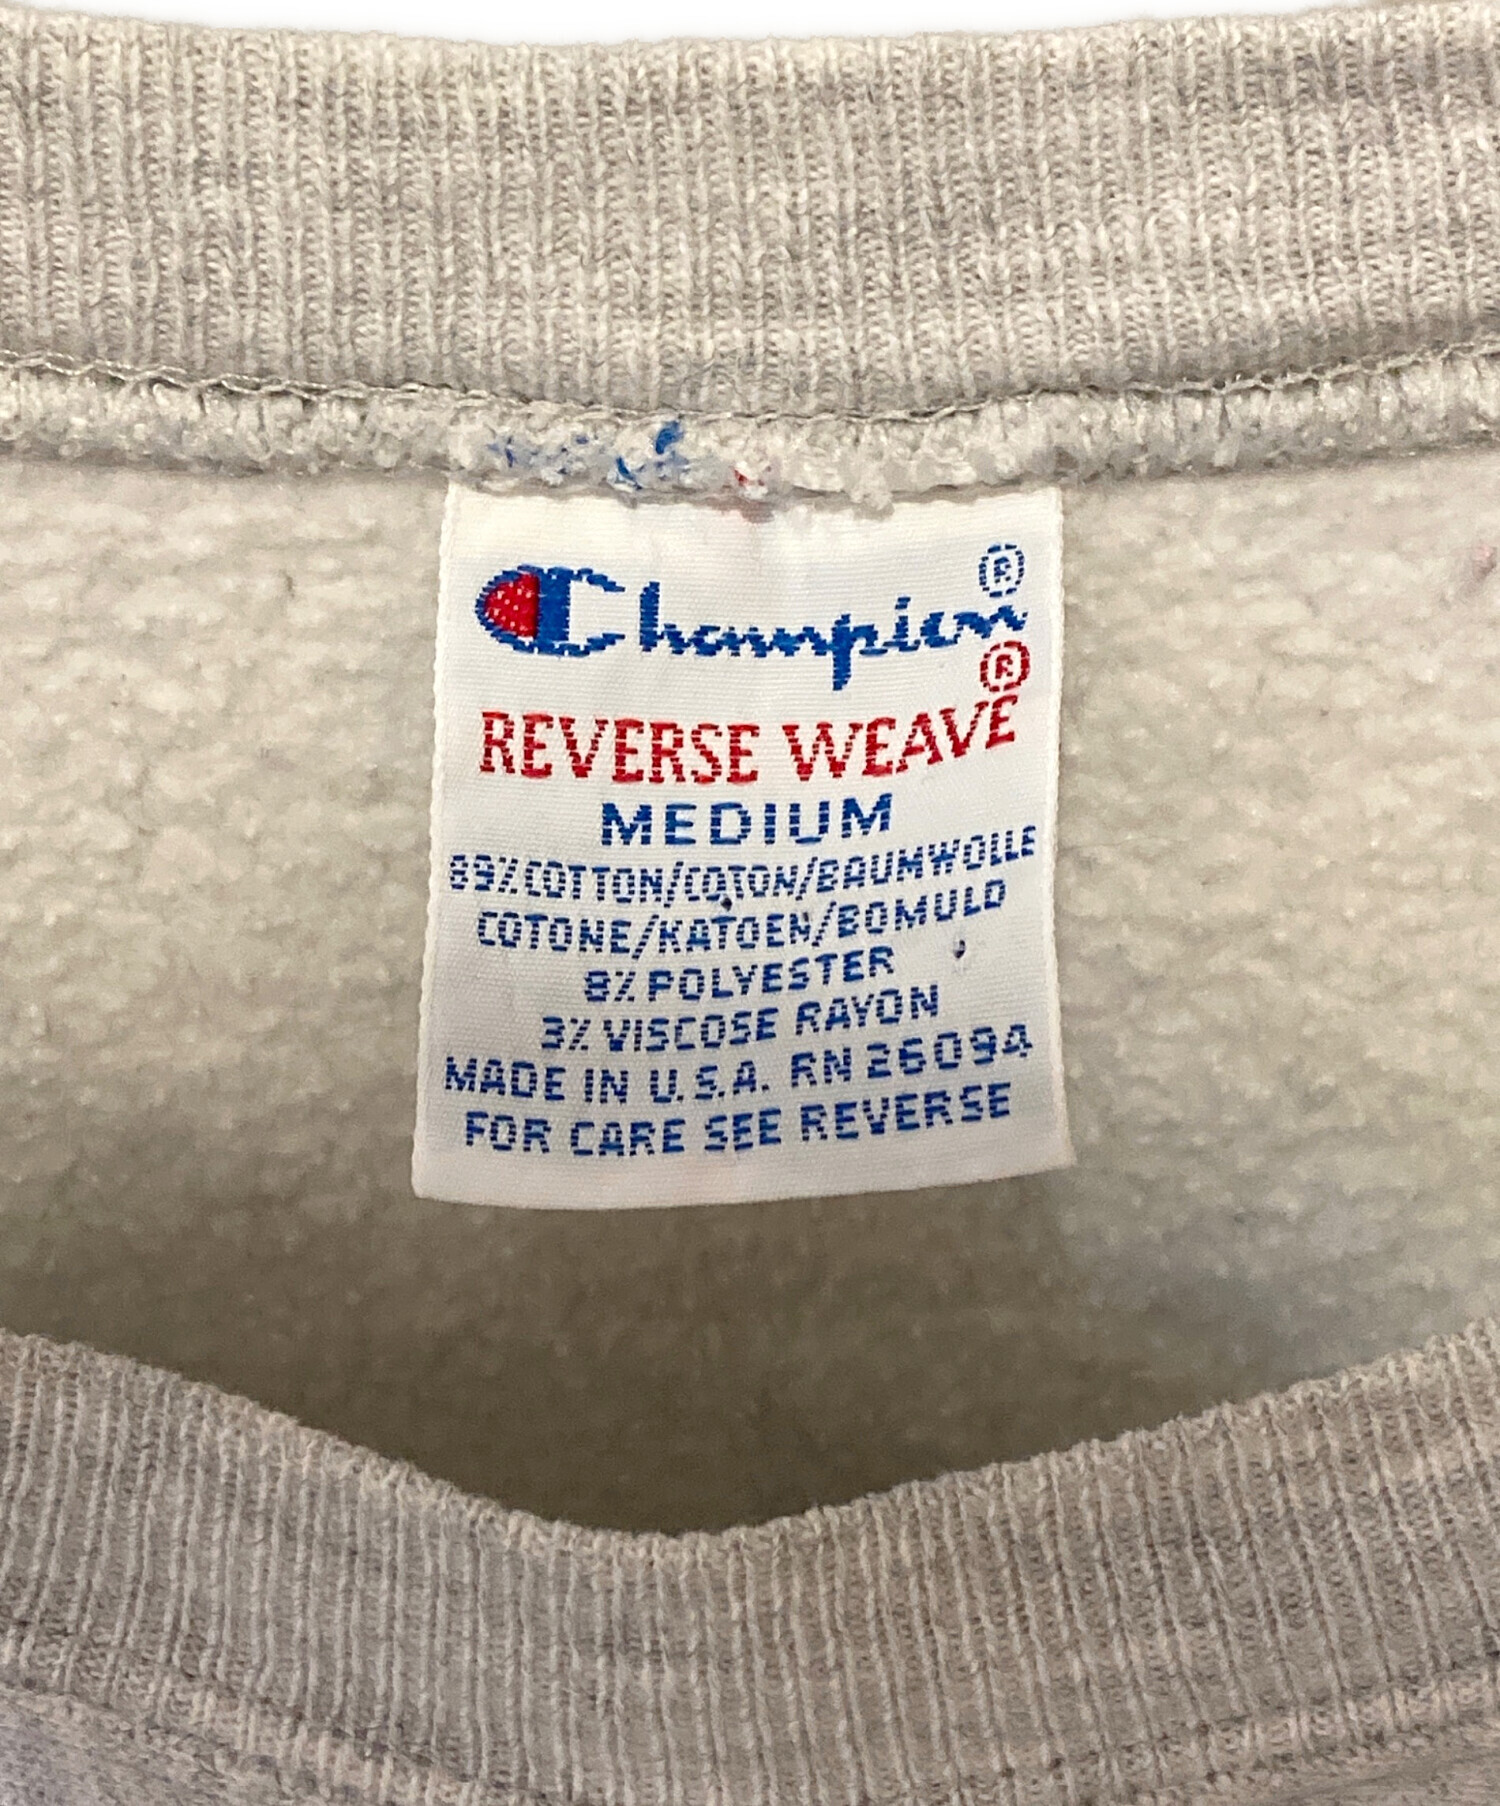 Champion®
REVERSE WEAVE®
MEDIUM
89% COTTON/COTON/BAUMWOLLE
COTONE/KATOEN/BOMULD
8% POLYESTER
3% VISCOSE RAYON
MADE IN U.S.A. RN 26094
FOR CARE SEE REVERSE